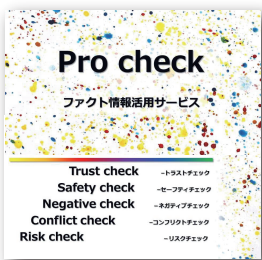 Pro check
ファクト情報活用サービス
Trust check －トラストチェック
Safety check －セーフティチェック
Negative check －ネガティブチェック
Conflict check －コンフリクトチェック
Risk check －リスクチェック